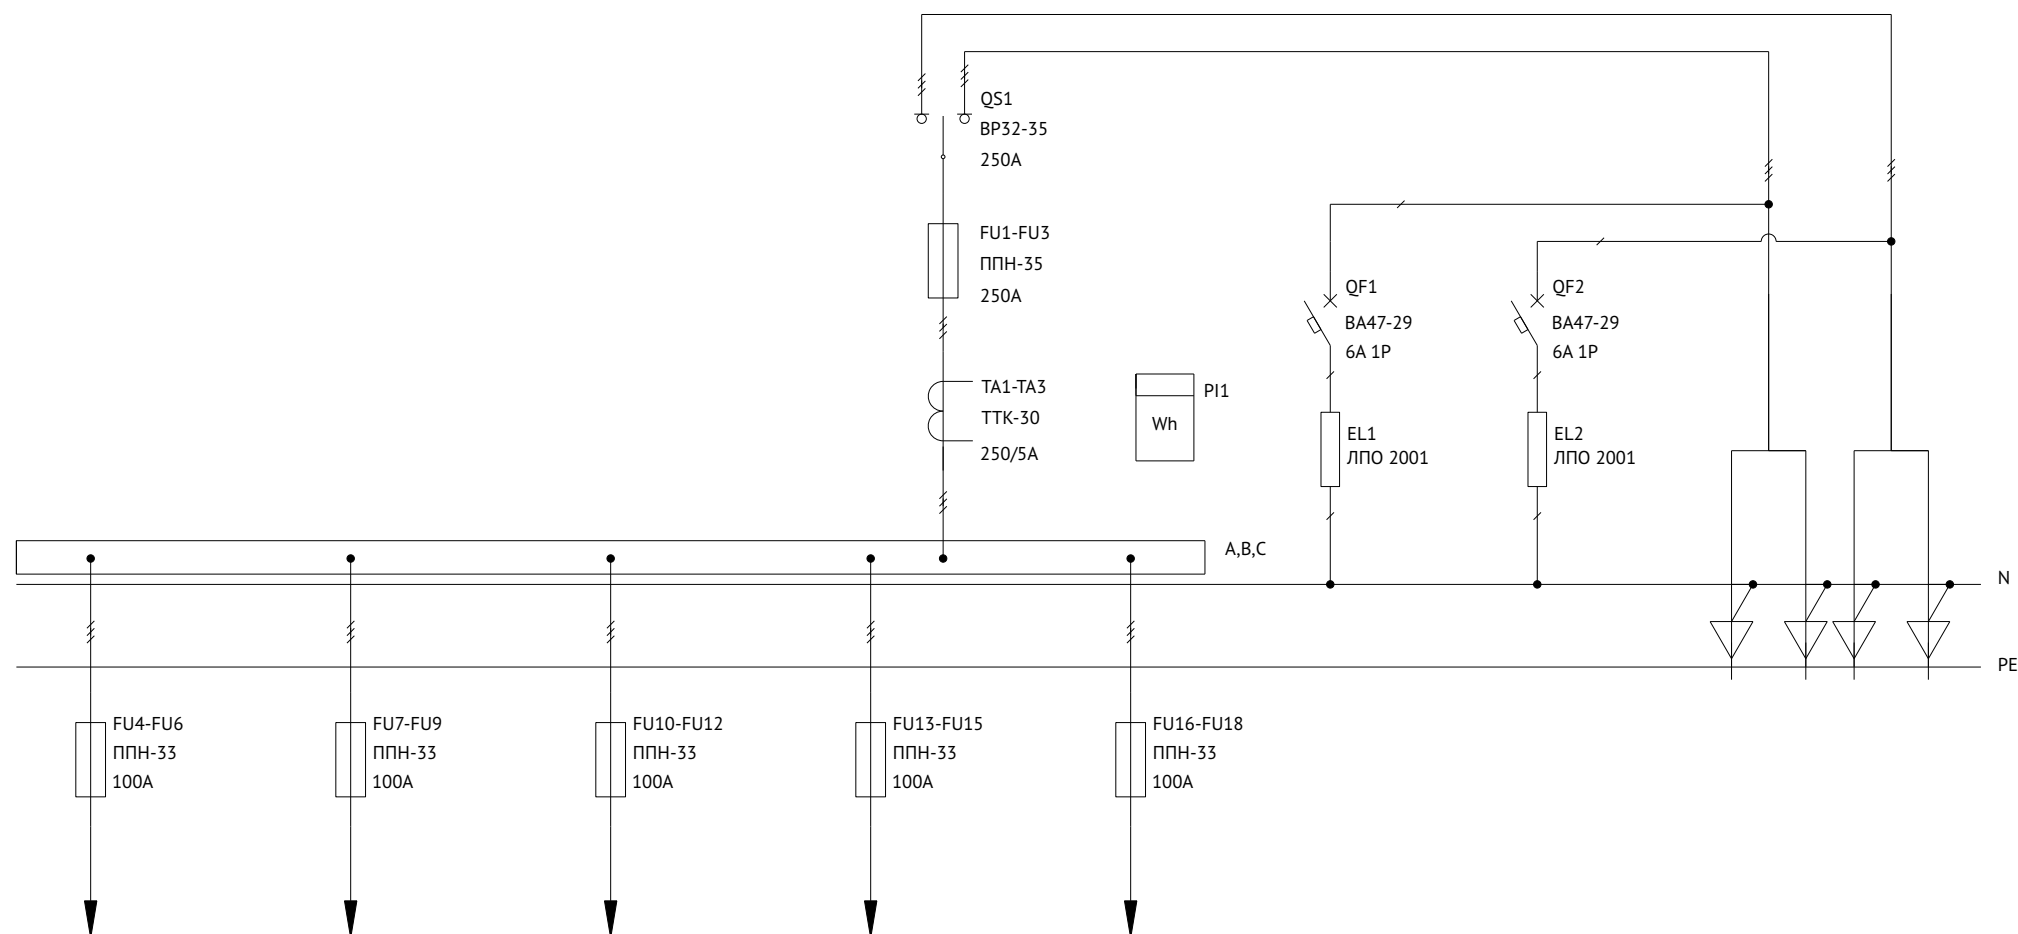 QS1
ВР32-35
250А
FU1-FU3
ППН-35
250А
QF1
ВА47-29
6А 1Р
QF2
ВА47-29
6А 1Р
ТА1-ТА3
ТТК-30
250/5А
PI1
Wh
EL1
ЛПО 2001
EL2
ЛПО 2001
А,В,С
N
PE
FU4-FU6
ППН-33
100А
FU7-FU9
ППН-33
100А
FU10-FU12
ППН-33
100А
FU13-FU15
ППН-33
100А
FU16-FU18
ППН-33
100А